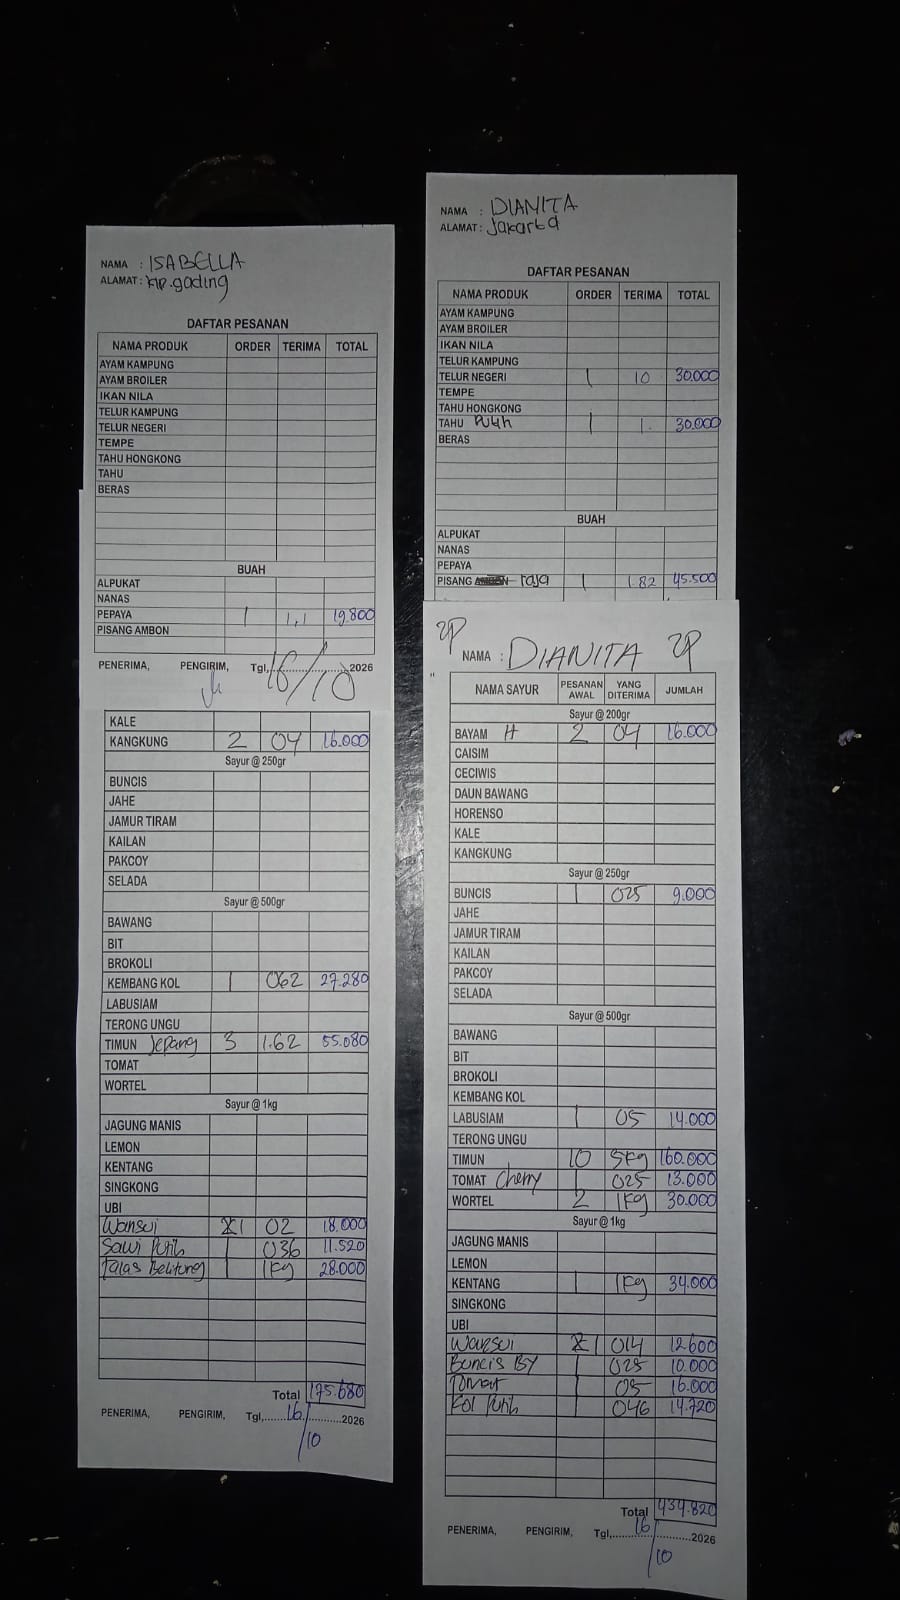 NAMA : ISABELLA
ALAMAT : klp.gading
DAFTAR PESANAN
NAMA PRODUK ORDER TERIMA TOTAL
AYAM KAMPUNG
AYAM BROILER
IKAN NILA
TELUR KAMPUNG
TELUR NEGERI
TEMPE
TAHU HONGKONG
TAHU
BERAS
BUAH
ALPUKAT
NANAS
PEPAYA 1 1,1 19.800
PISANG AMBON
PENERIMA, PENGIRIM, Tgl,16/10 2026
KALE
KANGKUNG 2 04 16.000
Sayur @ 250gr
BUNCIS
JAHE
JAMUR TIRAM
KAILAN
PAKCOY
SELADA
Sayur @ 500gr
BAWANG
BIT
BROKOLI
KEMBANG KOL 1 062 27.280
LABUSIAM
TERONG UNGU
TIMUN Jepang 3 1.62 55.080
TOMAT
WORTEL
Sayur @ 1kg
JAGUNG MANIS
LEMON
KENTANG
SINGKONG
UBI
Wansui 1 02 18.000
Sawi Putih 1 036 11.520
Talas Belitung 1 1kg 28.000
Total 175.680
PENERIMA, PENGIRIM, Tgl,......16/10.........2026
NAMA : DIANITA
ALAMAT : Jakarta
DAFTAR PESANAN
NAMA PRODUK ORDER TERIMA TOTAL
AYAM KAMPUNG
AYAM BROILER
IKAN NILA
TELUR KAMPUNG
TELUR NEGERI 1 10 30.000
TEMPE
TAHU HONGKONG
TAHU Putih 1 1. 30.000
BERAS
BUAH
ALPUKAT
NANAS
PEPAYA
PISANG raja 1 1.82 45.500
2P NAMA : DIANITA 2P
NAMA SAYUR PESANAN AWAL YANG DITERIMA JUMLAH
Sayur @ 200gr
BAYAM H 2 04 16.000
CAISIM
CECIWIS
DAUN BAWANG
HORENSO
KALE
KANGKUNG
Sayur @ 250gr
BUNCIS 1 025 9.000
JAHE
JAMUR TIRAM
KAILAN
PAKCOY
SELADA
Sayur @ 500gr
BAWANG
BIT
BROKOLI
KEMBANG KOL
LABUSIAM 1 05 14.000
TERONG UNGU
TIMUN 10 5kg 160.000
TOMAT Cherry 1 025 13.000
WORTEL 2 1kg 30.000
Sayur @ 1kg
JAGUNG MANIS
LEMON
KENTANG 1 1kg 34.000
SINGKONG
UBI
Wansui 1 014 12.600
Buncis BY 1 025 10.000
Tomat 1 05 16.000
Kol Putih 1 046 14.720
Total 434.820
PENERIMA, PENGIRIM, Tgl,......16/10.........2026